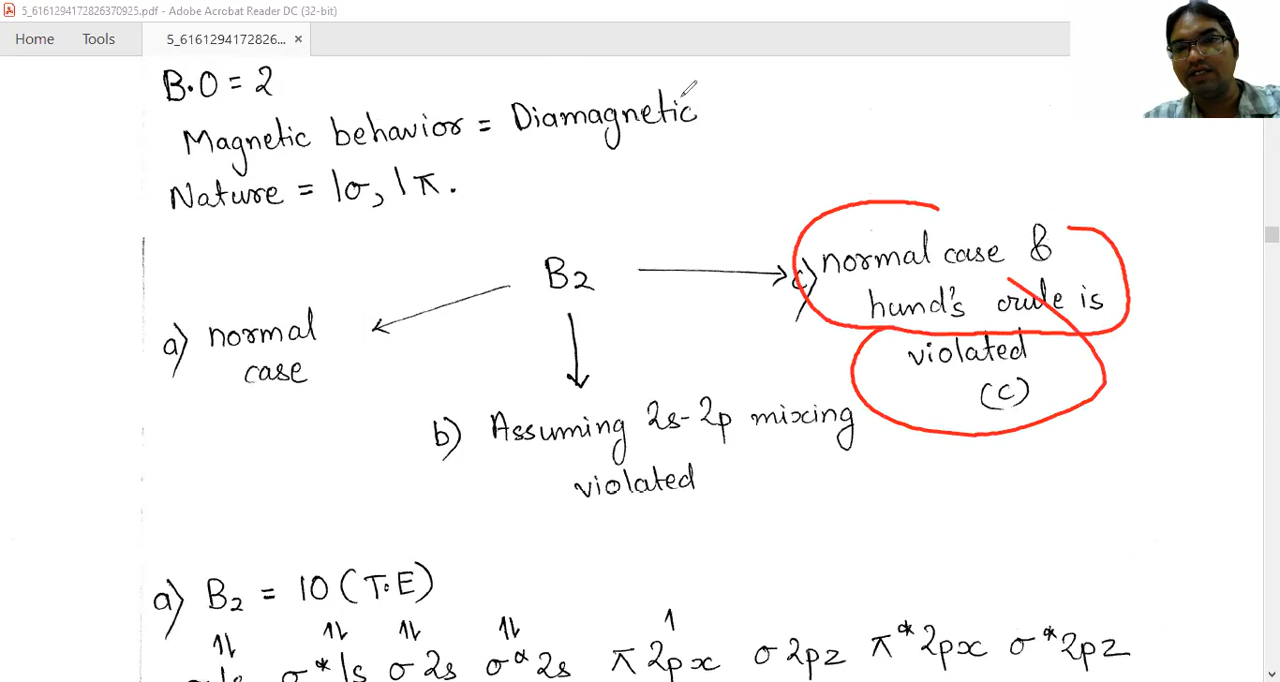 5_6161294172826370925.pdf - Adobe Acrobat Reader DC (32-bit)
Home Tools 5_6161294172826... ×
B.O = 2
Magnetic behavior = Diamagnetic
Nature = 1σ, 1π.
B2
a) normal case
c) normal case & hund's rule is violated (c)
b) Assuming 2s-2p mixing violated
a) B2 = 10 (T.E)
σ*1s σ2s σ*2s π2px σ2pz π*2px σ*2pz